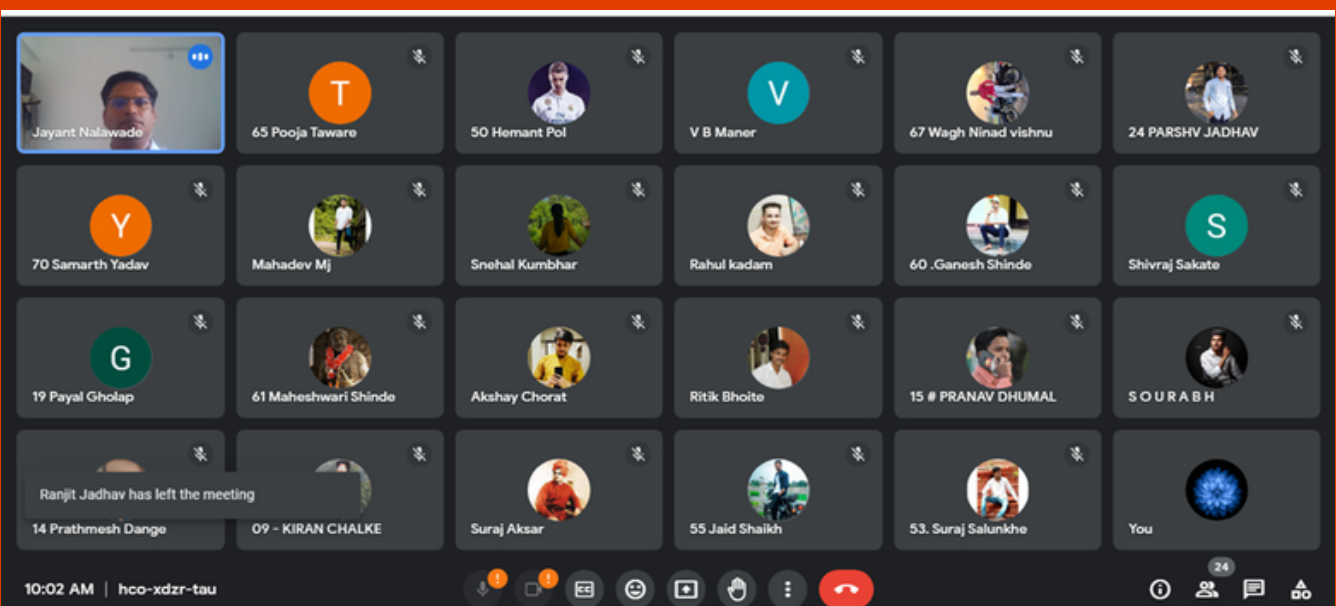 Jayant Nalawade
T
65 Pooja Taware
50 Hemant Pol
V
V B Maner
67 Wagh Ninad vishnu
24 PARSHV JADHAV
Y
70 Samarth Yadav
Mahadev Mj
Snehal Kumbhar
Rahul kadam
60 .Ganesh Shinde
S
Shivraj Sakate
G
19 Payal Gholap
61 Maheshwari Shinde
Akshay Chorat
Ritik Bhoite
15 # PRANAV DHUMAL
S O U R A B H
Ranjit Jadhav has left the meeting
14 Prathmesh Dange
09 - KIRAN CHALKE
Suraj Aksar
55 Jaid Shaikh
53. Suraj Salunkhe
You
10:02 AM | hco-xdzr-tau
24